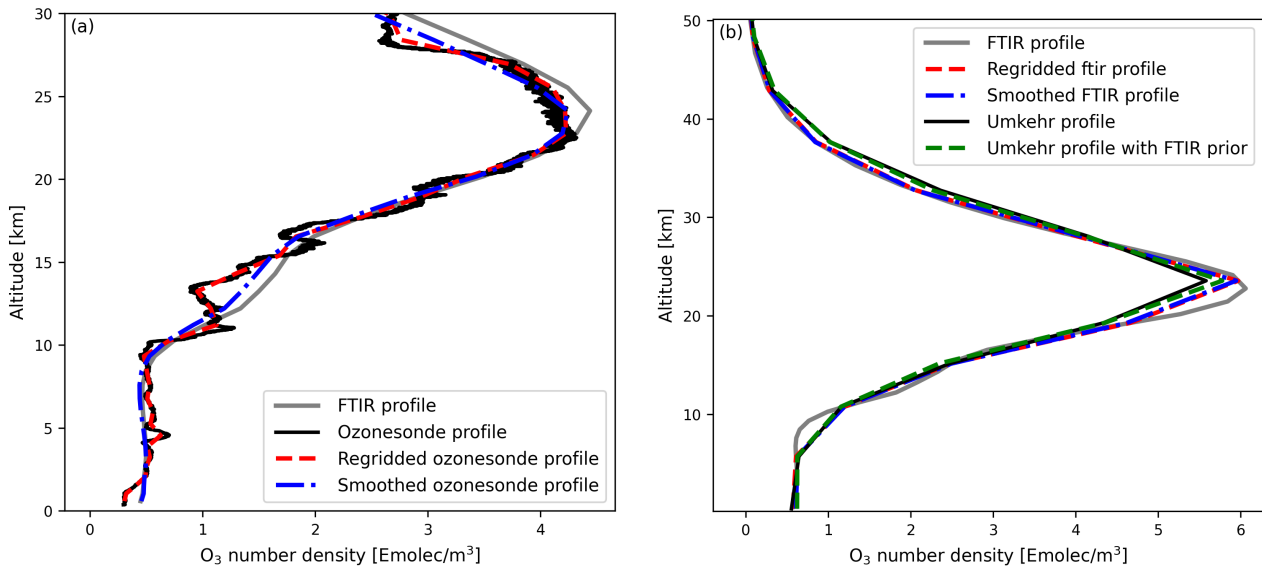 (a)
30
25
20
15
10
5
0
Altitude [km]
0 1 2 3 4
O₃ number density [Emolec/m³]
FTIR profile
Ozonesonde profile
Regridded ozonesonde profile
Smoothed ozonesonde profile
(b)
50
40
30
20
10
Altitude [km]
0 1 2 3 4 5 6
O₃ number density [Emolec/m³]
FTIR profile
Regridded ftir profile
Smoothed FTIR profile
Umkehr profile
Umkehr profile with FTIR prior